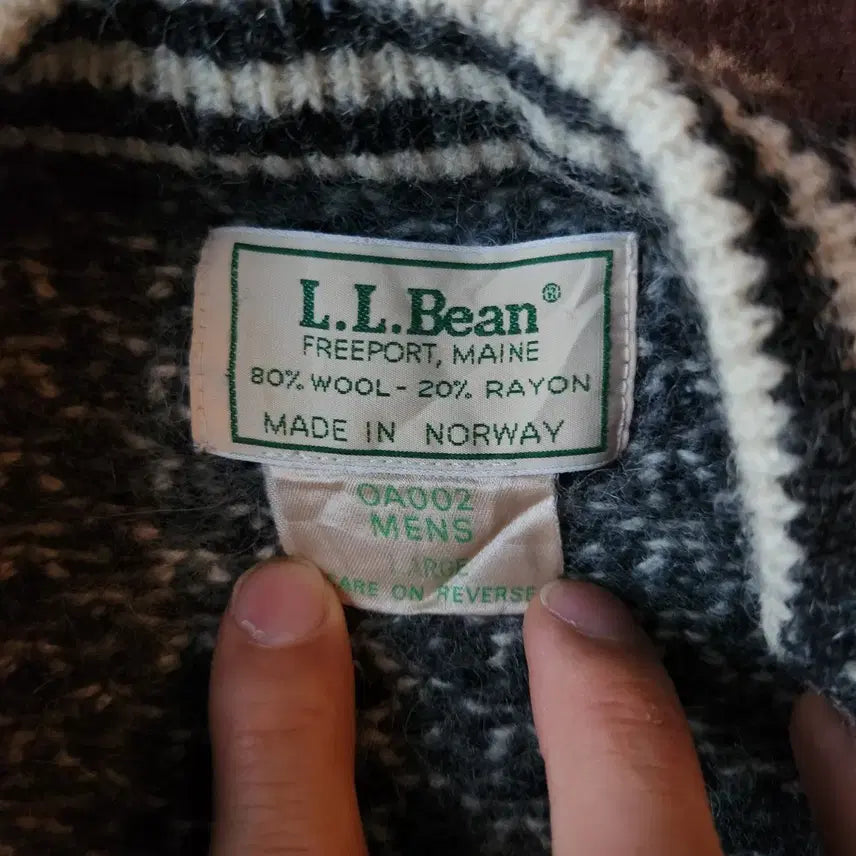 L.L.Bean®
FREEPORT, MAINE
80% WOOL - 20% RAYON
MADE IN NORWAY
OA002
MENS
LARGE
CARE ON REVERSE